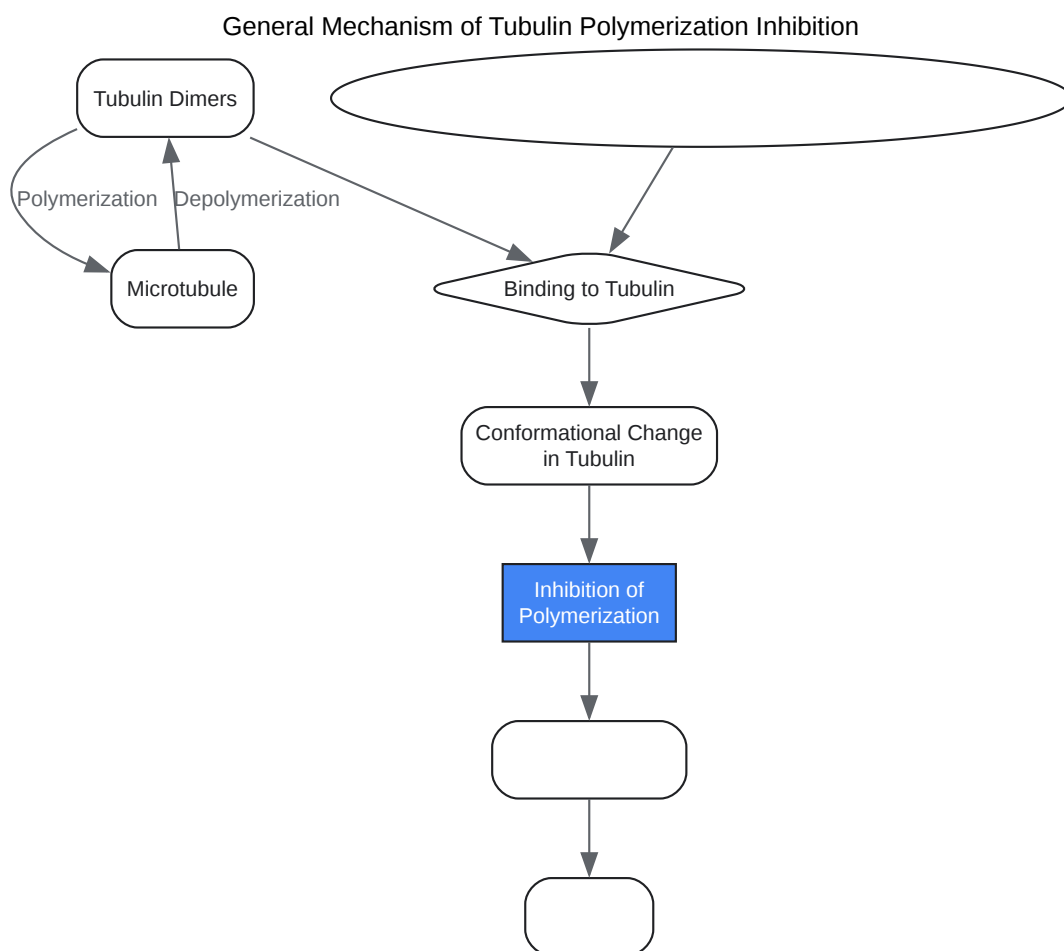 General Mechanism of Tubulin Polymerization Inhibition
Tubulin Dimers
Polymerization
Depolymerization
Microtubule
Binding to Tubulin
Conformational Change
in Tubulin
Inhibition of
Polymerization